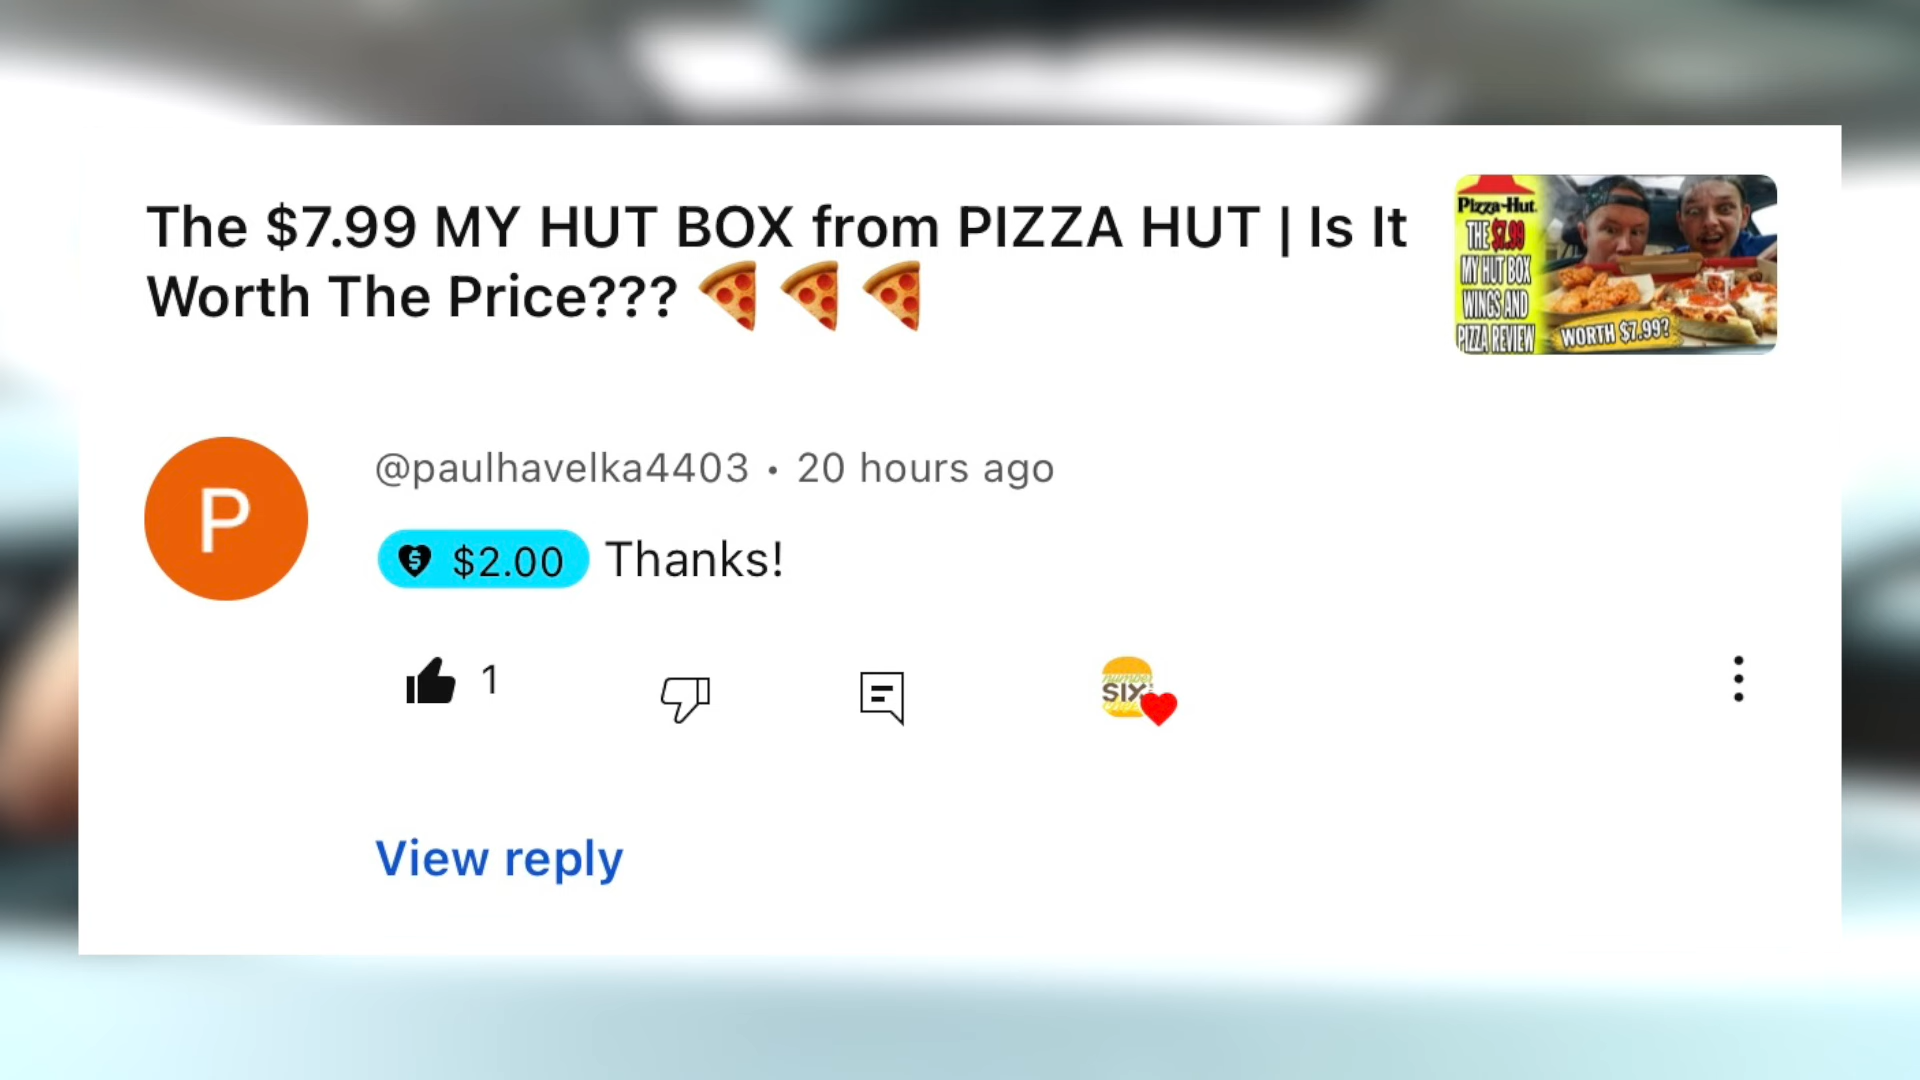 The $7.99 MY HUT BOX from PIZZA HUT | Is It
Worth The Price??? 🍕 🍕 🍕
Pizza Hut
THE $7.99
MY HUT BOX
WINGS AND
PIZZA REVIEW
WORTH $7.99?
P
@paulhavelka4403 • 20 hours ago
$2.00 Thanks!
1
SIX
View reply